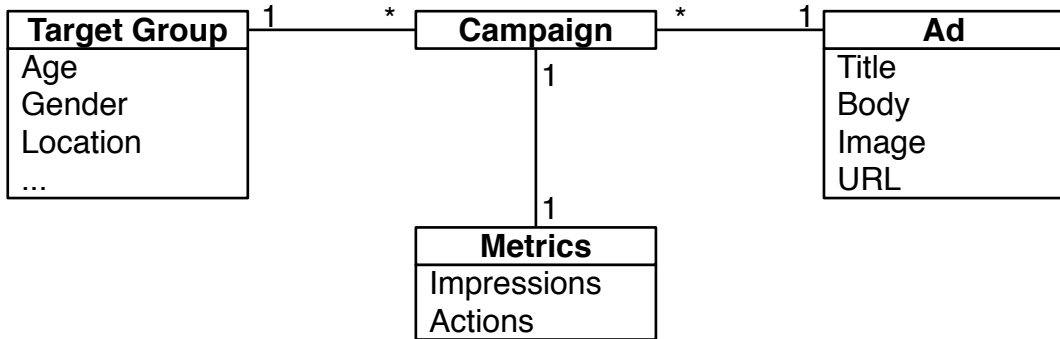 1 * * 1
Target Group Campaign Ad
Age
Gender
Location
...
1
Title
Body
Image
URL
1
Metrics
Impressions
Actions